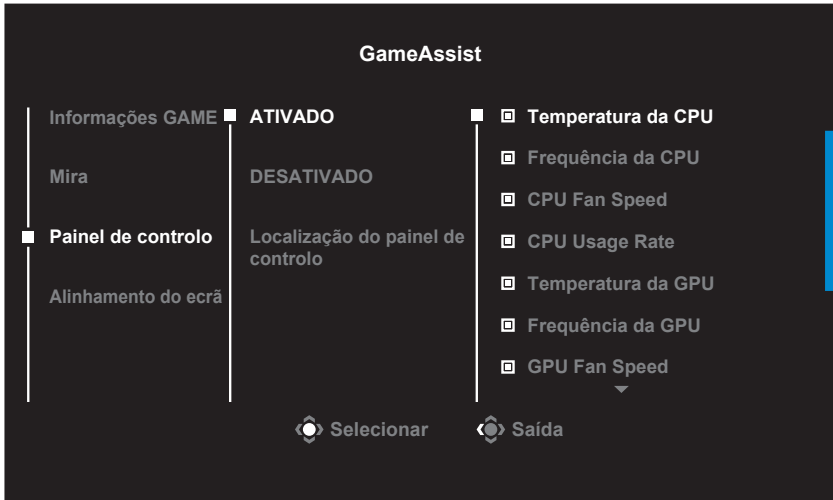 GameAssist
Informações GAME
Mira
Painel de controlo
Alinhamento do ecrã
ATIVADO
DESATIVADO
Localização do painel de
controlo
Temperatura da CPU
Frequência da CPU
CPU Fan Speed
CPU Usage Rate
Temperatura da GPU
Frequência da GPU
GPU Fan Speed
Selecionar
Saída